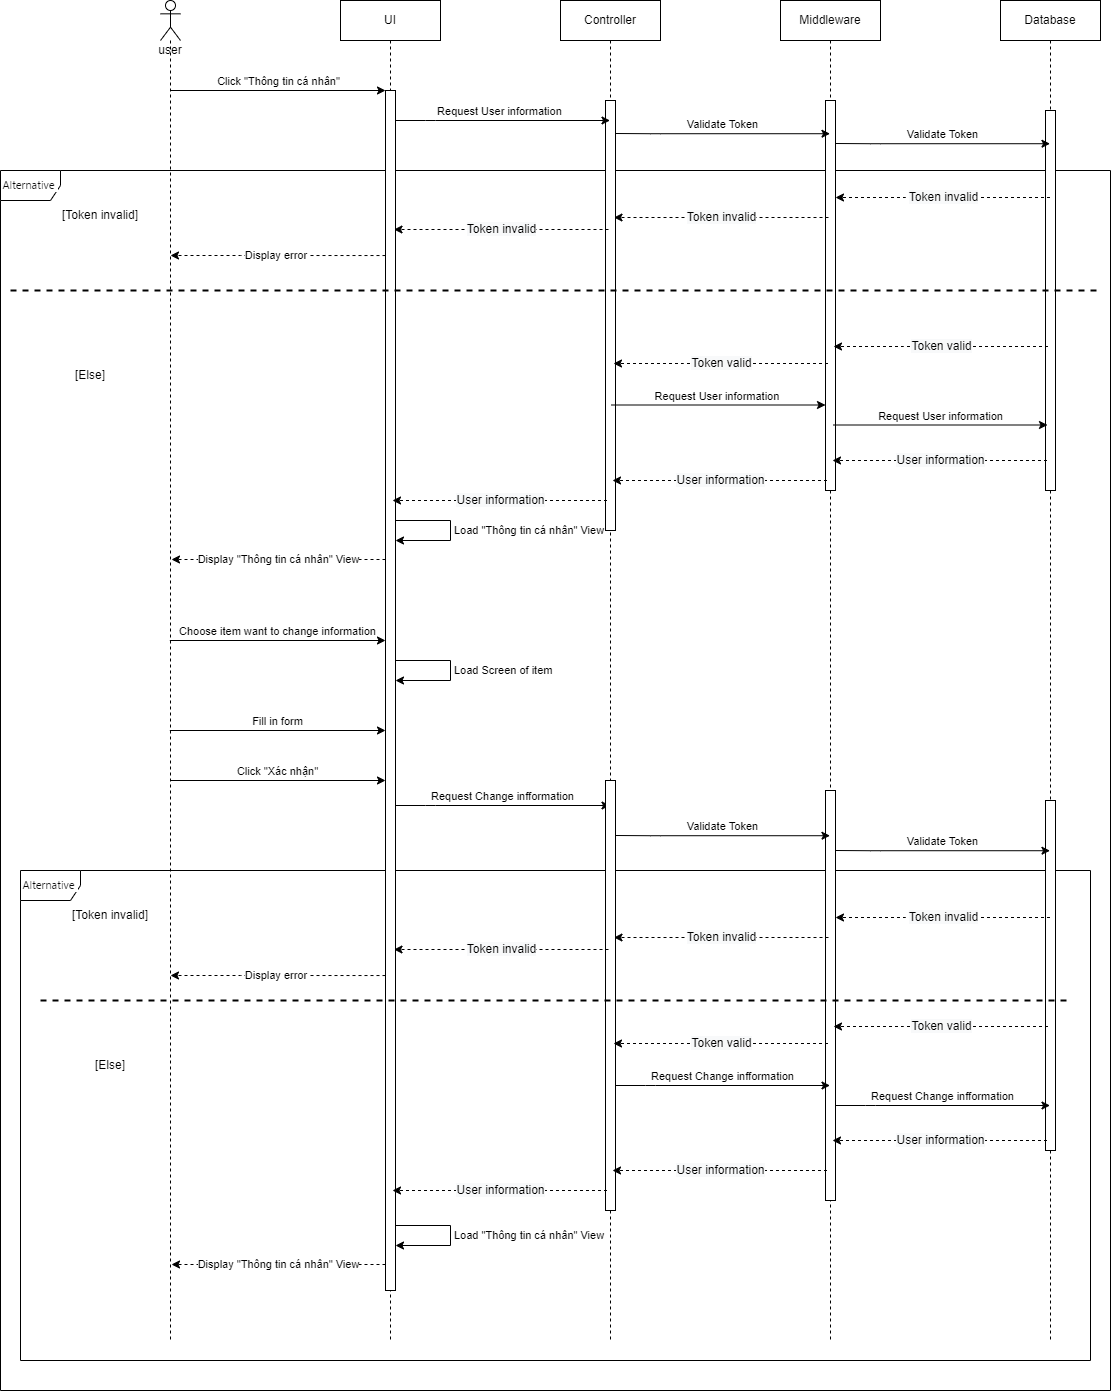 UI
Controller
Middleware
Database
user
Click "Thông tin cá nhân"
Request User information
Validate Token
Validate Token
Alternative
[Token invalid]
Token invalid
Token invalid
Token invalid
Display error
[Else]
Token valid
Token valid
Request User information
Request User information
User information
User information
User information
Load "Thông tin cá nhân" View
Display "Thông tin cá nhân" View
Choose item want to change information
Load Screen of item
Fill in form
Click "Xác nhận"
Request Change infformation
Validate Token
Validate Token
Alternative
[Token invalid]
Token invalid
Token invalid
Token invalid
Display error
Token valid
Token valid
[Else]
Request Change infformation
Request Change infformation
User information
User information
User information
Load "Thông tin cá nhân" View
Display "Thông tin cá nhân" View